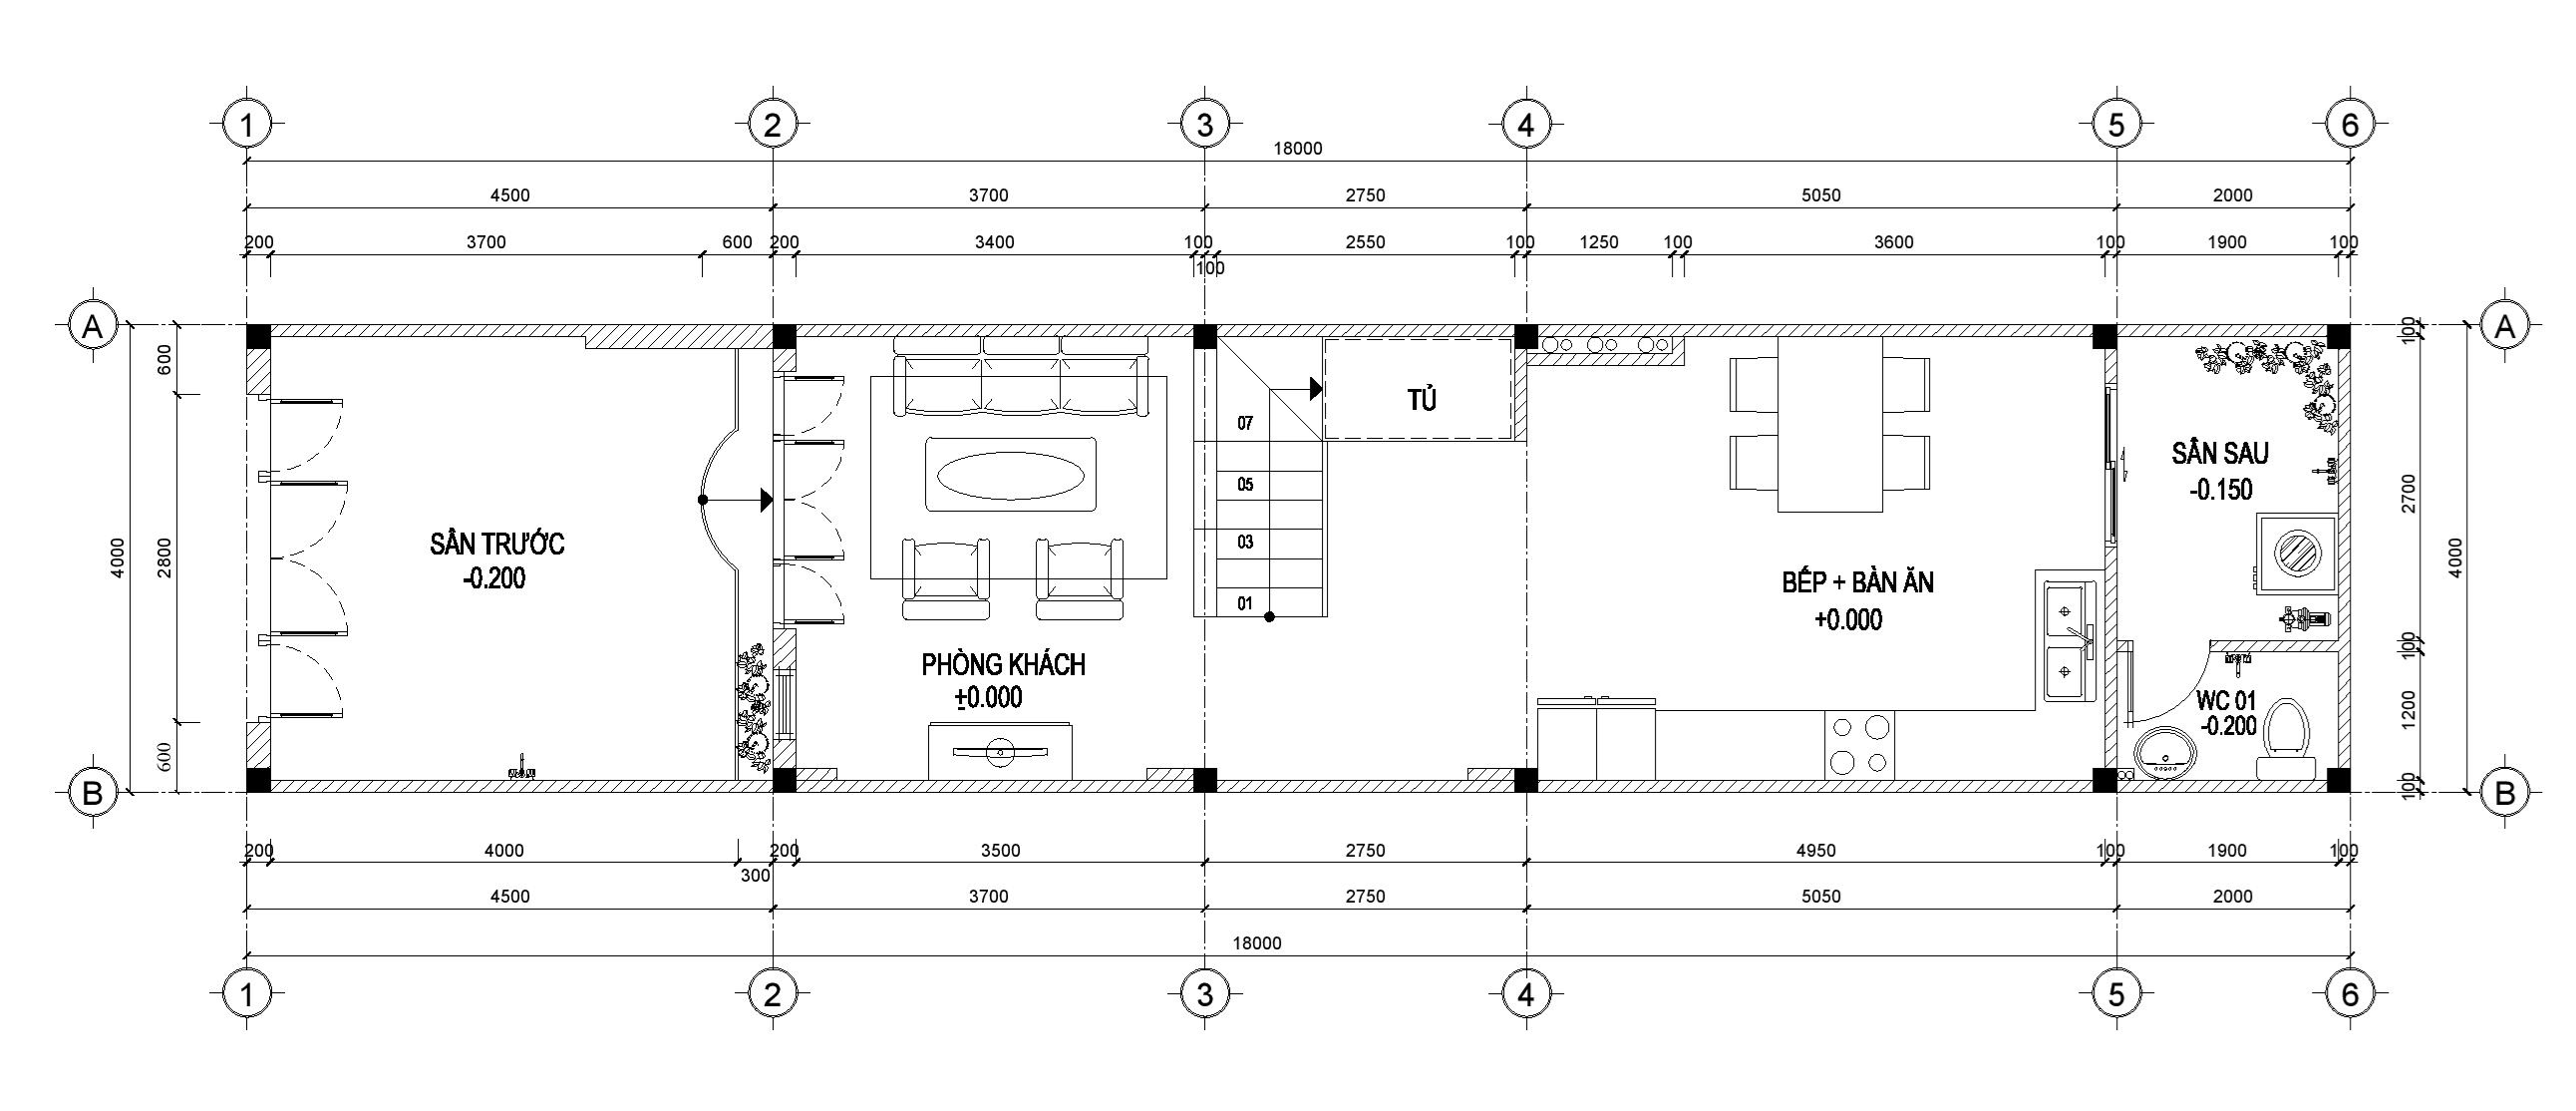 1 2 3 4 5 6
18000
4500 3700 2750 5050 2000
200 3700 600 200 3400 100 2550 100 1250 100 3600 100 1900 100
100
A A
600 100
07
TỦ
SÂN SAU
-0.150
05
2700
4000 2800 4000
SÂN TRƯỚC
-0.200
03
BẾP + BÀN ĂN
+0.000
01
100
PHÒNG KHÁCH
±0.000
WC 01
-0.200
1200
600
100
B B
200 4000 200 3500 2750 4950 100 1900 100
300
4500 3700 2750 5050 2000
18000
1 2 3 4 5 6